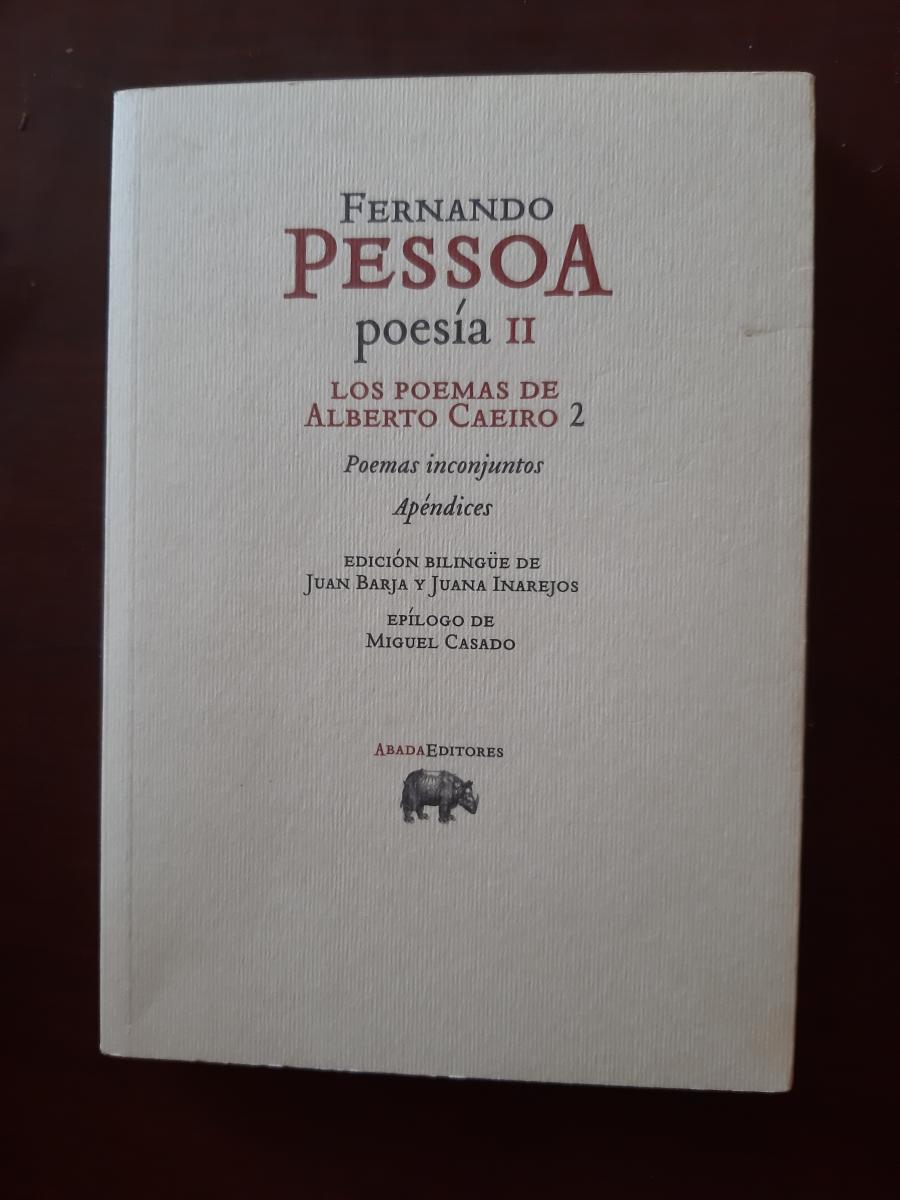 FERNANDO
PESSOA
poesía II
LOS POEMAS DE
ALBERTO CAEIRO 2
Poemas inconjuntos
Apéndices
EDICIÓN BILINGÜE DE
JUAN BARJA Y JUANA INAREJOS
EPÍLOGO DE
MIGUEL CASADO
ABADAEDITORES